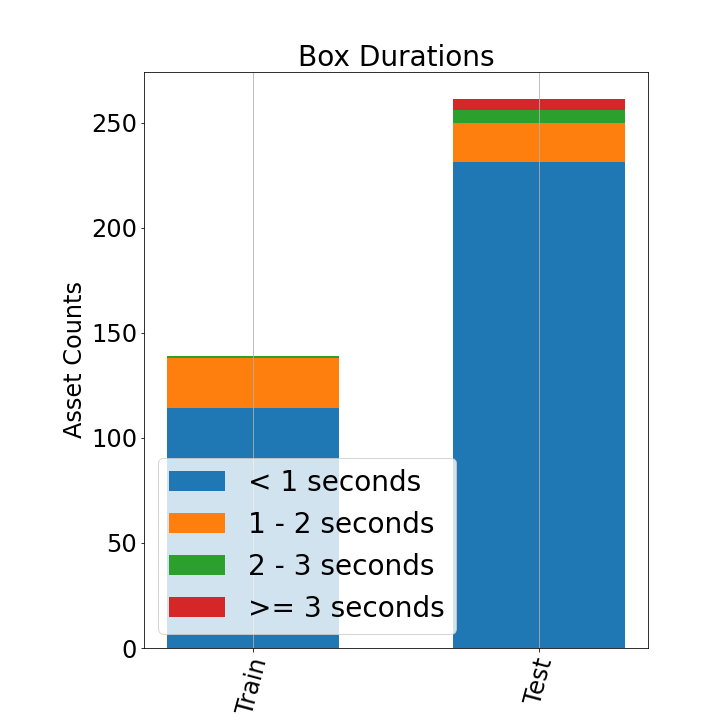 Box Durations
Asset Counts
250
200
150
100
50
0
< 1 seconds
1 - 2 seconds
2 - 3 seconds
>= 3 seconds
Train
Test